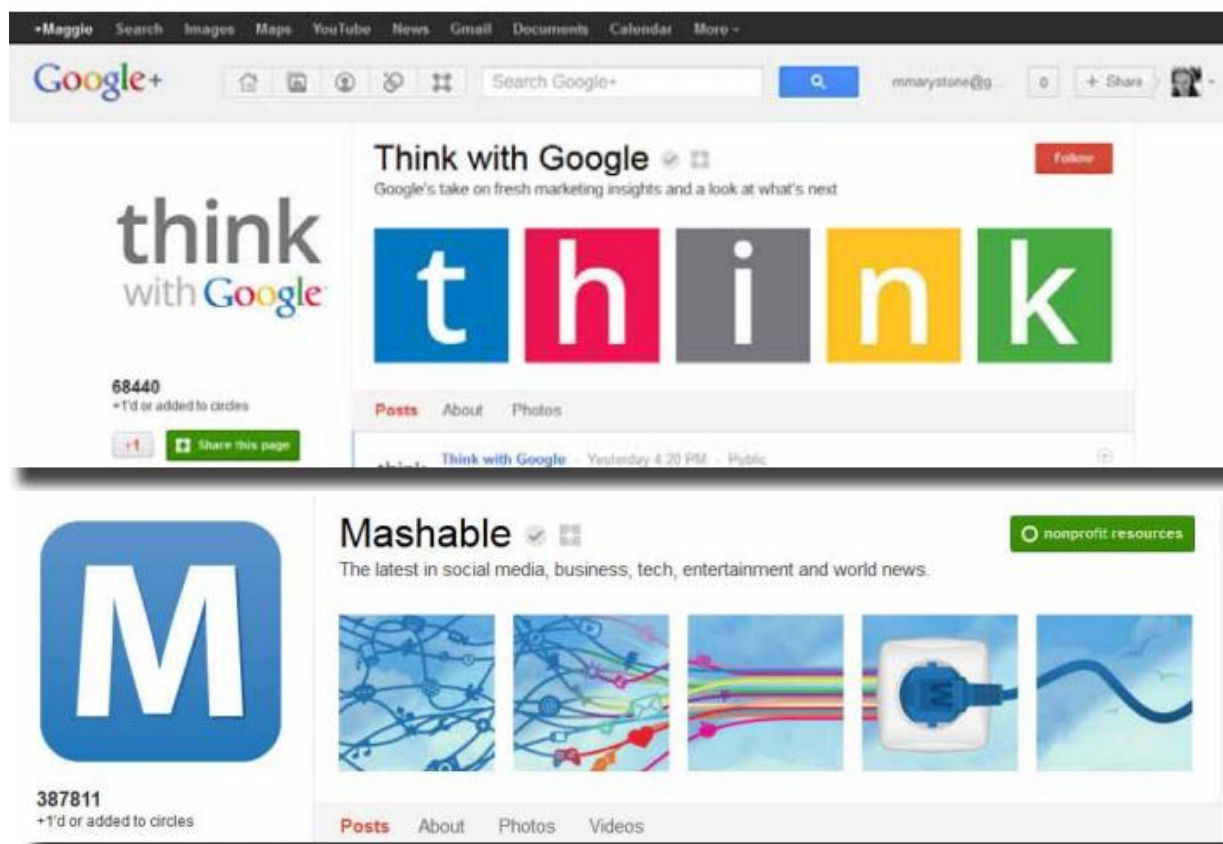 +Maggie Search Images Maps YouTube News Gmail Documents Calendar More
Google+ Search Google+ mmarystone@g... 0 + Share
Think with Google Follow
Google's take on fresh marketing insights and a look at what's next
think
with Google
t h i n k
68440
+1'd or added to circles
+1 Share this page
Posts About Photos
Think with Google - Yesterday 4:20 PM - Public
think
M
Mashable nonprofit resources
The latest in social media, business, tech, entertainment and world news.
M
387811
+1'd or added to circles
Posts About Photos Videos